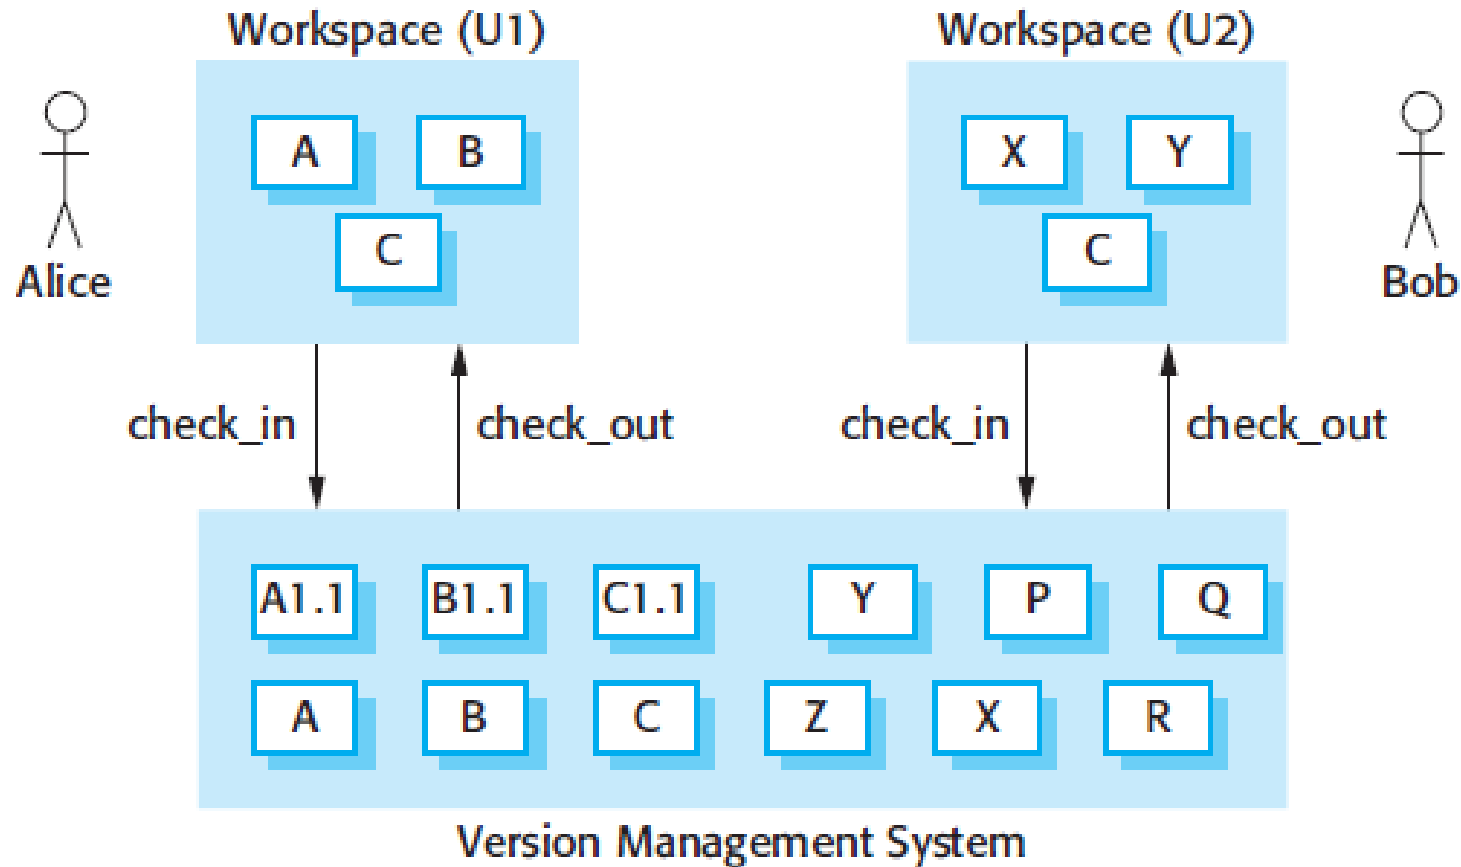 Workspace (U1)
Workspace (U2)
A
B
C
X
Y
C
Alice
Bob
check_in
check_out
check_in
check_out
A1.1
B1.1
C1.1
Y
P
Q
A
B
C
Z
X
R
Version Management System